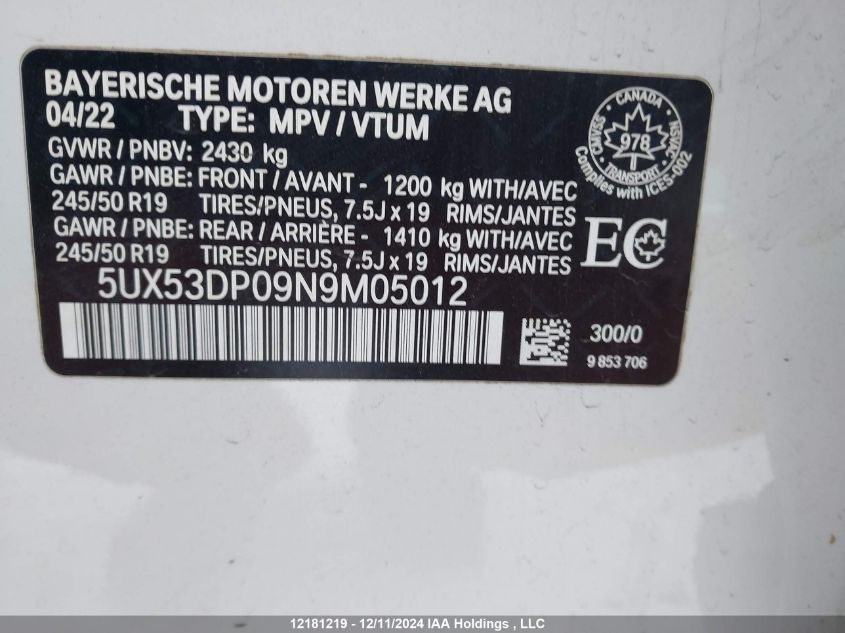 BAYERISCHE MOTOREN WERKE AG
04/22 TYPE: MPV / VTUM
GVWR / PNBV: 2430 kg
GAWR / PNBE: FRONT / AVANT - 1200 kg WITH/AVEC
245/50 R19 TIRES/PNEUS, 7.5J x 19 RIMS/JANTES
GAWR / PNBE: REAR / ARRIÈRE - 1410 kg WITH/AVEC
245/50 R19 TIRES/PNEUS, 7.5J x 19 RIMS/JANTES
5UX53DP09N9M05012
CANADA
CMVSS
NSVAC
978
TRANSPORT
Complies with ICES-002
EC
300/0
9 853 706
12181219 - 12/11/2024 IAA Holdings , LLC